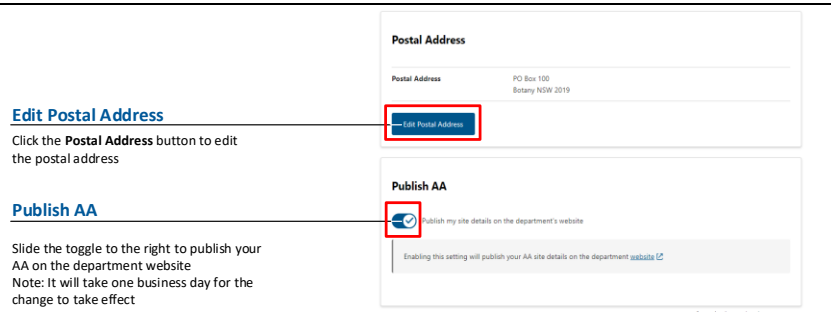 Postal Address
Postal Address
PO Box 100
Botany NSW 2019
Edit Postal Address
Edit Postal Address
Click the Postal Address button to edit
the postal address
Publish AA
Publish my site details on the department's website
Enabling this setting will publish your AA site details on the department website
Publish AA
Slide the toggle to the right to publish your
AA on the department website
Note: It will take one business day for the
change to take effect